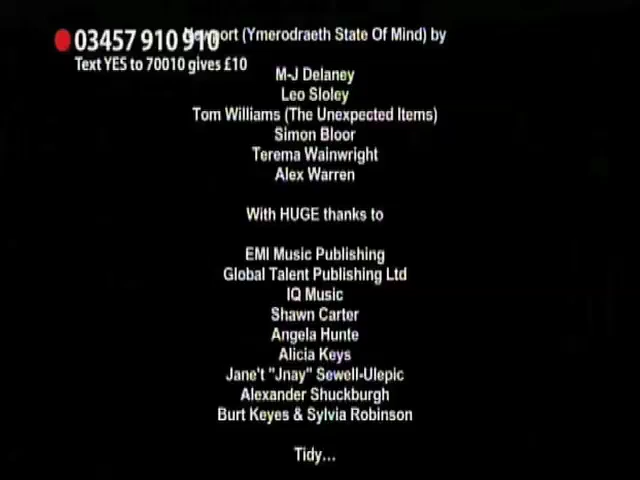 03457 910 910
Text YES to 70010 gives £10
Newport (Ymerodraeth State Of Mind) by
M-J Delaney
Leo Sloley
Tom Williams (The Unexpected Items)
Simon Bloor
Terema Wainwright
Alex Warren
With HUGE thanks to
EMI Music Publishing
Global Talent Publishing Ltd
IQ Music
Shawn Carter
Angela Hunte
Alicia Keys
Jane't "Jnay" Sewell-Ulepic
Alexander Shuckburgh
Burt Keyes & Sylvia Robinson
Tidy...